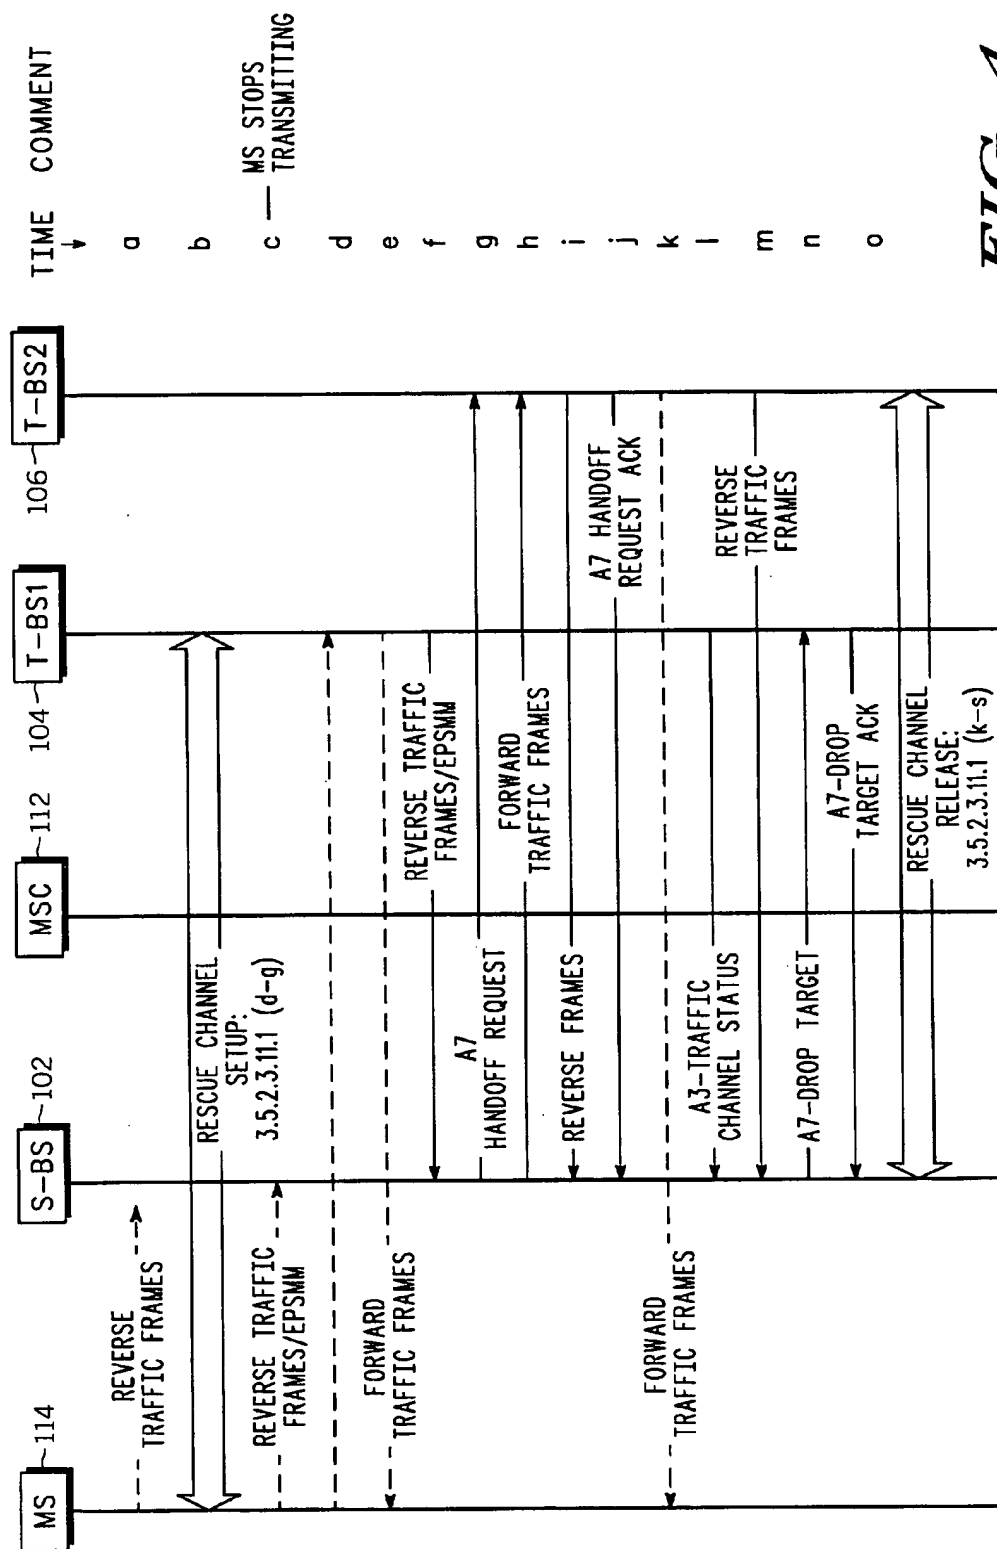 MS
114
S-BS
102
MSC
112
T-BS1
104
T-BS2
106
TIME COMMENT
REVERSE
TRAFFIC FRAMES
a
RESCUE CHANNEL
SETUP:
3.5.2.3.11.1 (d-g)
b
REVERSE TRAFFIC
FRAMES/EPSMM
c
MS STOPS
TRANSMITTING
d
FORWARD
TRAFFIC FRAMES
e
REVERSE TRAFFIC
FRAMES/EPSMM
f
A7
HANDOFF REQUEST
g
FORWARD
TRAFFIC FRAMES
h
REVERSE FRAMES
i
A7 HANDOFF
REQUEST ACK
j
FORWARD
TRAFFIC FRAMES
k
A3-TRAFFIC
CHANNEL STATUS
l
REVERSE
TRAFFIC
FRAMES
m
A7-DROP TARGET
n
A7-DROP
TARGET ACK
o
RESCUE CHANNEL
RELEASE:
3.5.2.3.11.1 (k-s)
FIG. 4